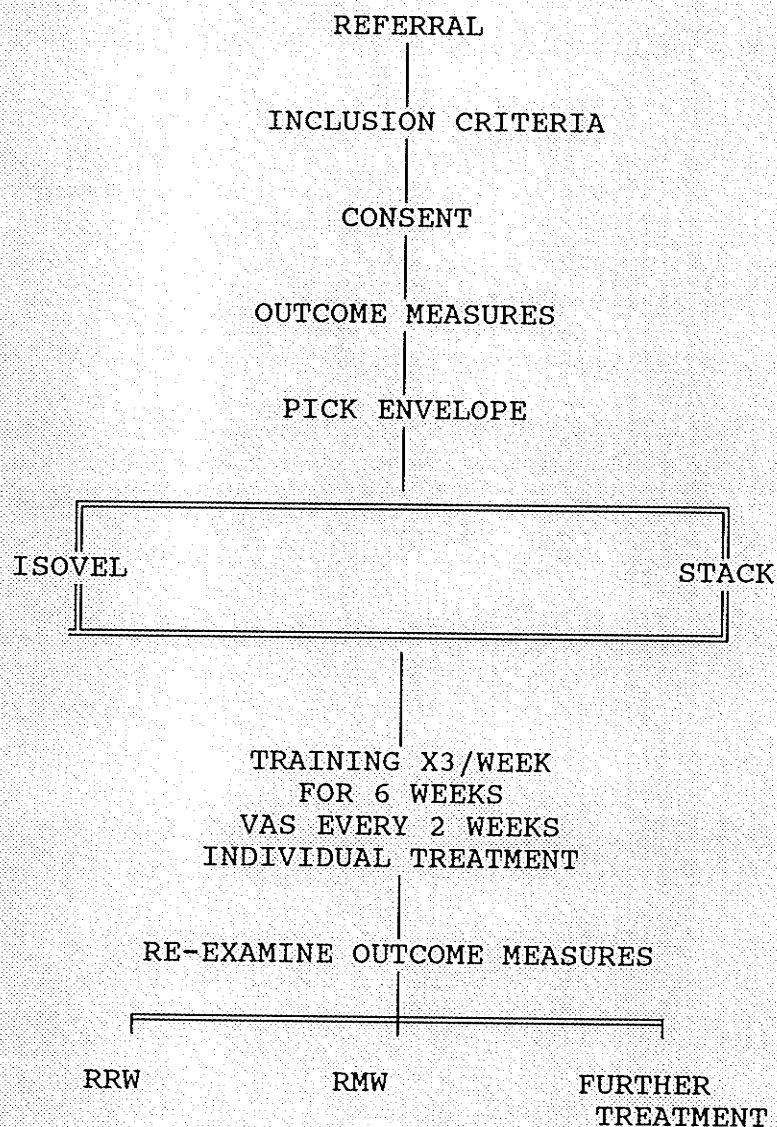 REFERRAL
INCLUSION CRITERIA
CONSENT
OUTCOME MEASURES
PICK ENVELOPE
ISOVEL
STACK
TRAINING X3/WEEK
FOR 6 WEEKS
VAS EVERY 2 WEEKS
INDIVIDUAL TREATMENT
RE-EXAMINE OUTCOME MEASURES
RRW
RMW
FURTHER
TREATMENT